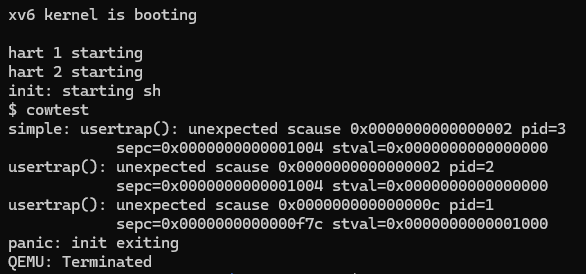 xv6 kernel is booting
hart 1 starting
hart 2 starting
init: starting sh
$ cowtest
simple: usertrap(): unexpected scause 0x0000000000000002 pid=3
sepc=0x0000000000001004 stval=0x0000000000000000
usertrap(): unexpected scause 0x0000000000000002 pid=2
sepc=0x0000000000001004 stval=0x0000000000000000
usertrap(): unexpected scause 0x000000000000000c pid=1
sepc=0x0000000000000f7c stval=0x0000000000001000
panic: init exiting
QEMU: Terminated